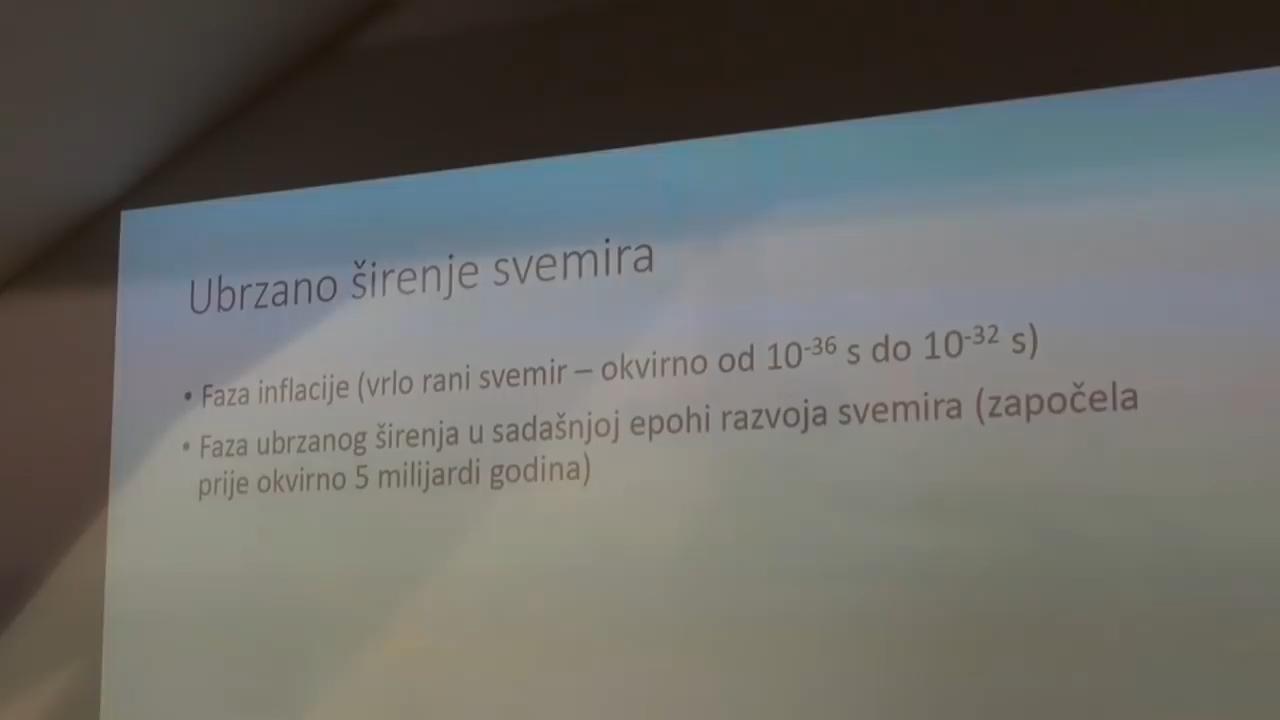 Ubrzano širenje svemira
• Faza inflacije (vrlo rani svemir – okvirno od 10⁻³⁶ s do 10⁻³² s)
• Faza ubrzanog širenja u sadašnjoj epohi razvoja svemira (započela
prije okvirno 5 milijardi godina)